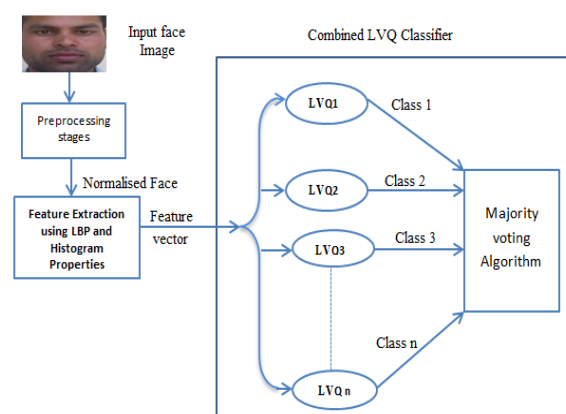 Input face
Image
Combined LVQ Classifier
Preprocessing
stages
Normalised Face
Feature Extraction
using LBP and
Histogram
Properties
Feature
vector
LVQ1
LVQ2
LVQ3
LVQ n
Class 1
Class 2
Class 3
Class n
Majority
voting
Algorithm